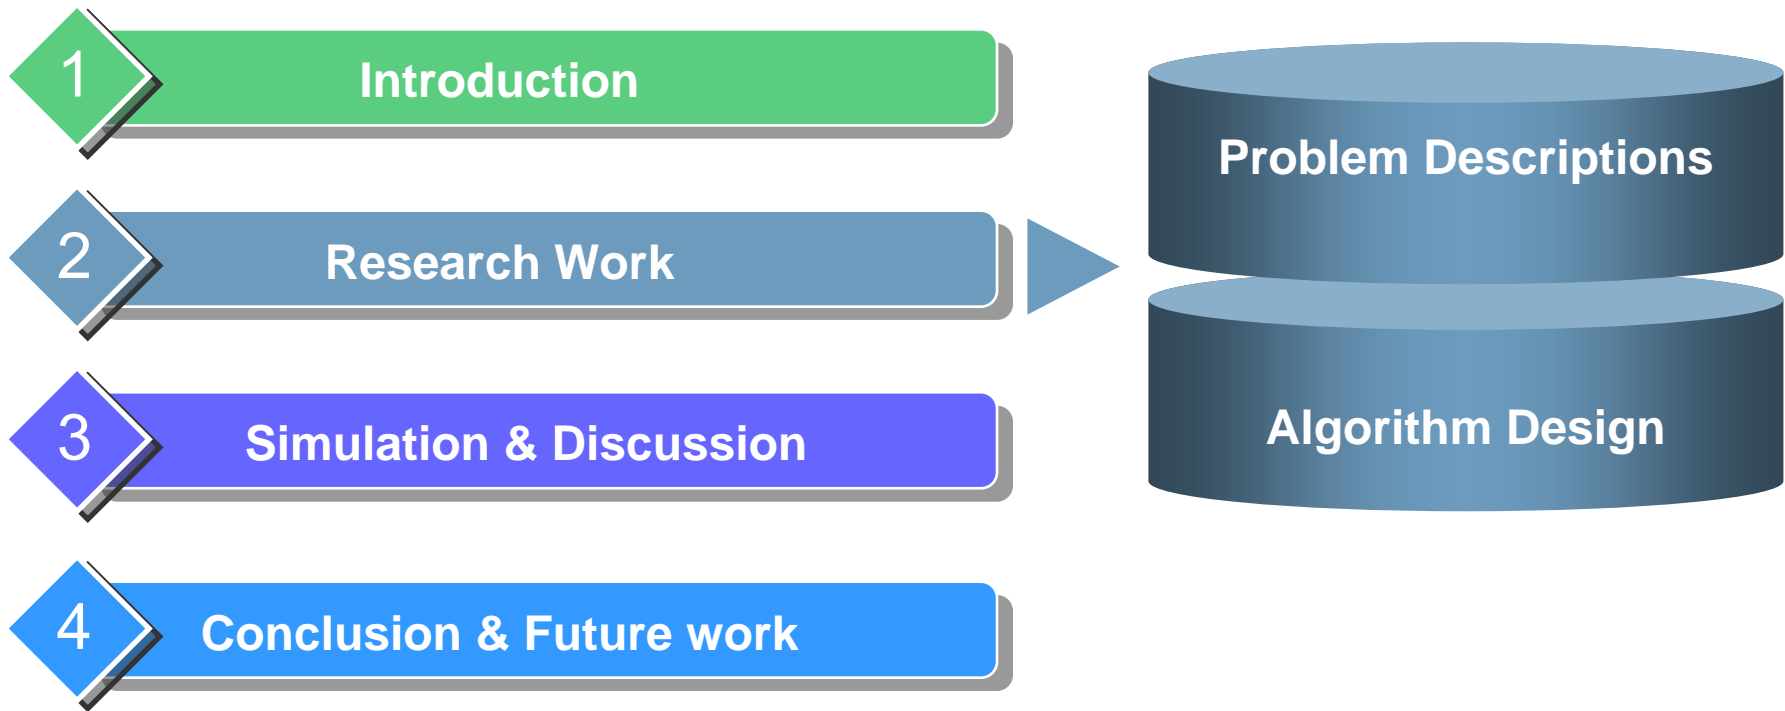 1
Introduction
2
Research Work
3
Simulation & Discussion
4
Conclusion & Future work
Problem Descriptions
Algorithm Design